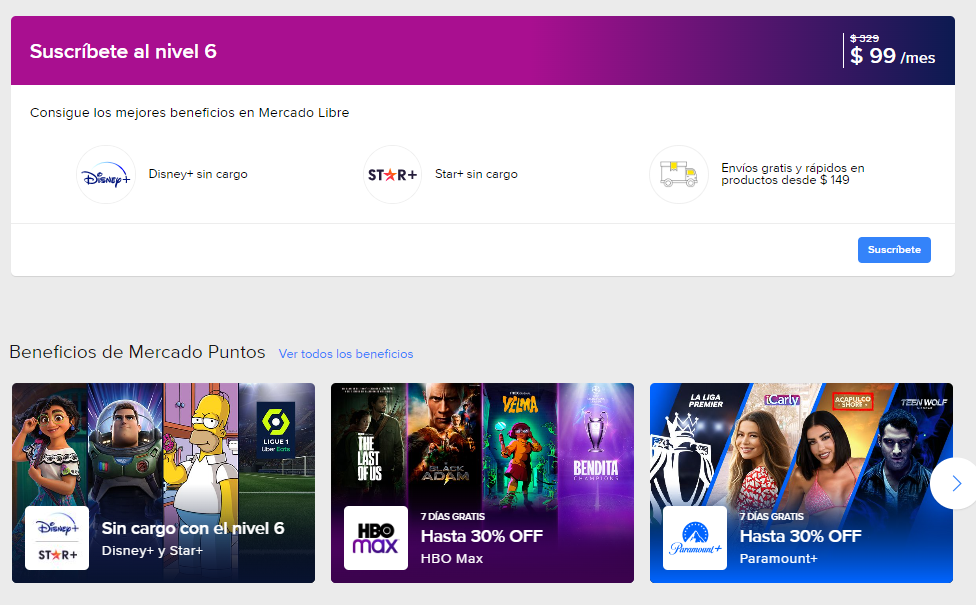 Suscríbete al nivel 6
$ 329
$ 99 /mes
Consigue los mejores beneficios en Mercado Libre
Disney+
Disney+ sin cargo
STAR+
Star+ sin cargo
Envíos gratis y rápidos en
productos desde $ 149
Suscríbete
Beneficios de Mercado Puntos
Ver todos los beneficios
LIGUE 1
Uber Eats
Disney+
STAR+
Sin cargo con el nivel 6
Disney+ y Star+
THE
LAST
OF US
BLACK
ADAM
VELMA
BENDITA
CHAMPIONS
HBO
max
7 DÍAS GRATIS
Hasta 30% OFF
HBO Max
LA LIGA
PREMIER
iCarly
ACAPULCO
SHORE
TEEN WOLF
Paramount+
7 DÍAS GRATIS
Hasta 30% OFF
Paramount+